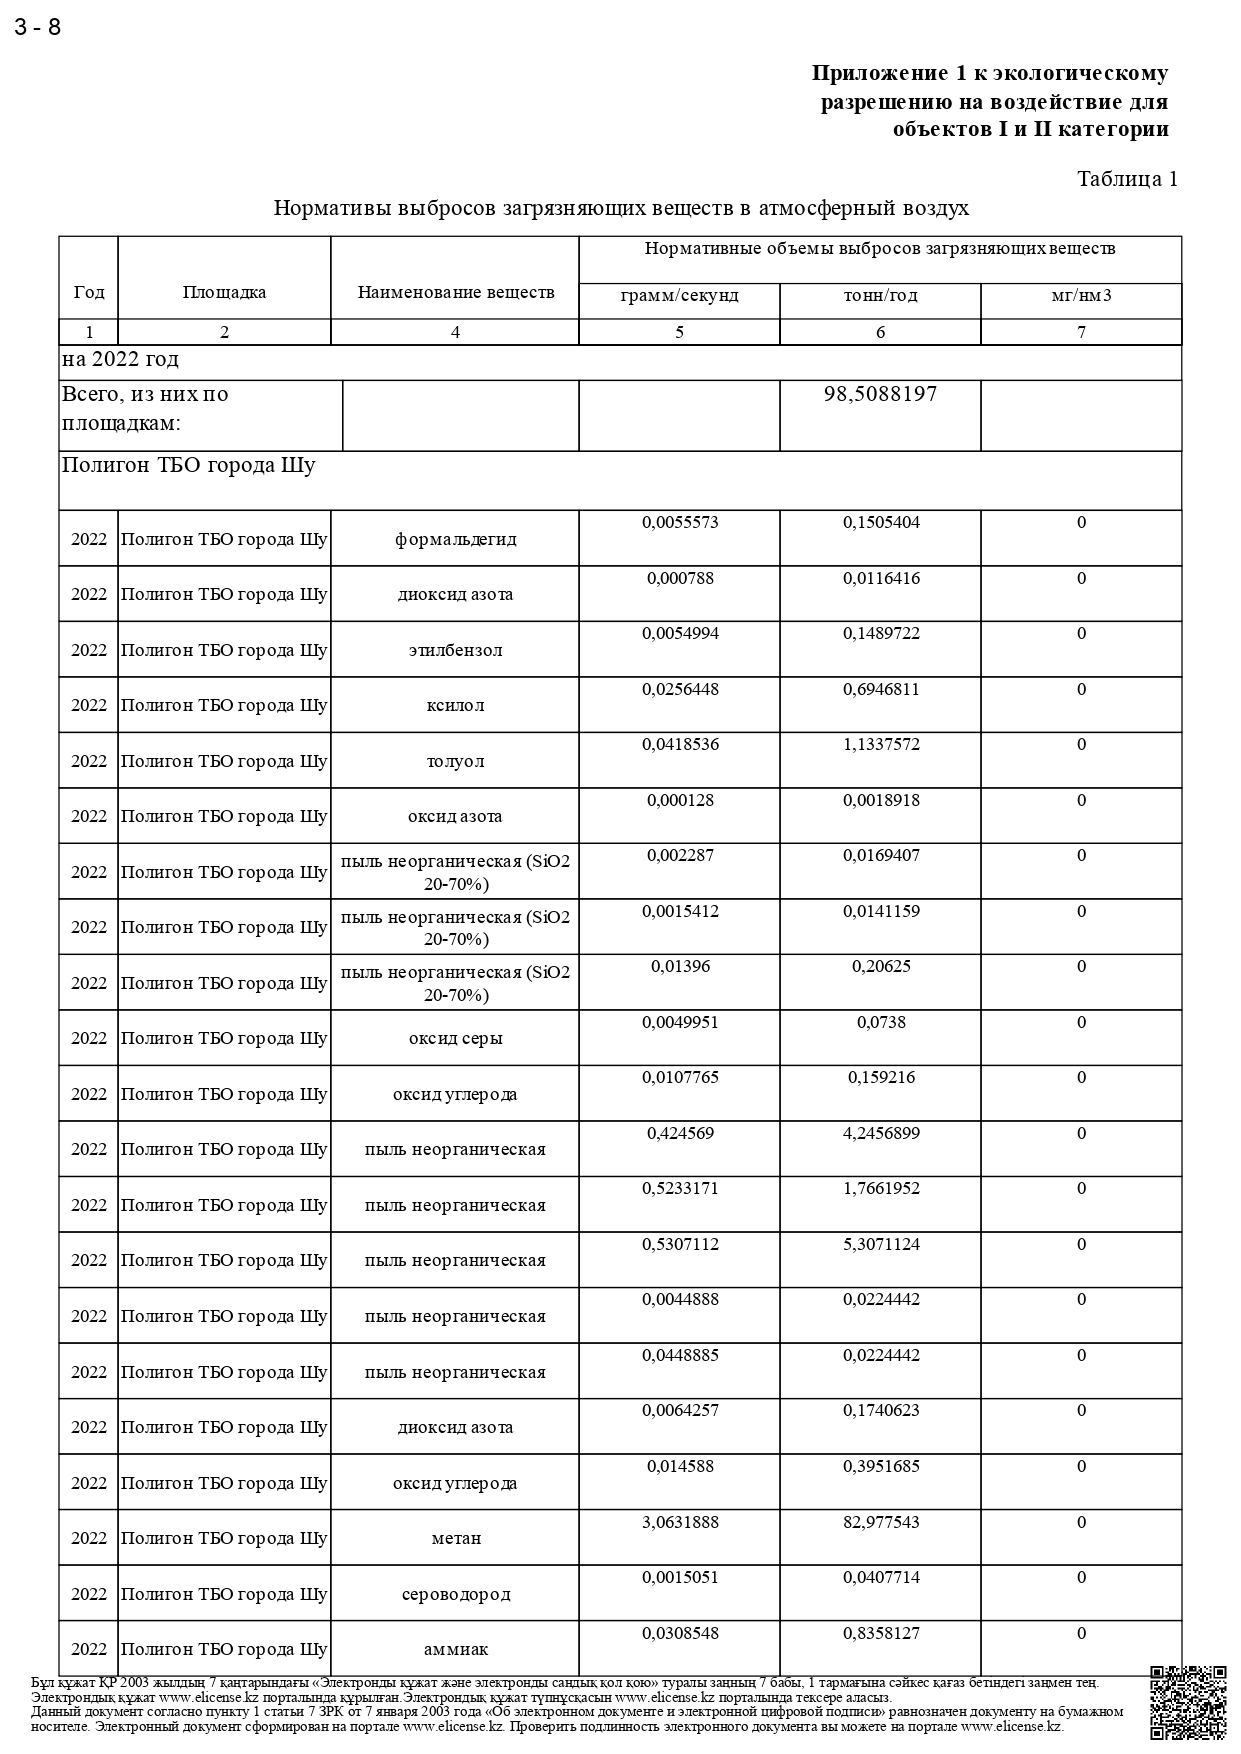 3 - 8
Приложение 1 к экологическому
разрешению на воздействие для
объектов I и II категории
Таблица 1
Нормативы выбросов загрязняющих веществ в атмосферный воздух
Год Площадка Наименование веществ Нормативные объемы выбросов загрязняющих веществ
грамм/секунд тонн/год мг/нм3
1 2 4 5 6 7
на 2022 год
Всего, из них по 98,5088197
площадкам:
Полигон ТБО города Шу
2022 Полигон ТБО города Шу формальдегид 0,0055573 0,1505404 0
2022 Полигон ТБО города Шу диоксид азота 0,000788 0,0116416 0
2022 Полигон ТБО города Шу этилбензол 0,0054994 0,1489722 0
2022 Полигон ТБО города Шу ксилол 0,0256448 0,6946811 0
2022 Полигон ТБО города Шу толуол 0,0418536 1,1337572 0
2022 Полигон ТБО города Шу оксид азота 0,000128 0,0018918 0
2022 Полигон ТБО города Шу пыль неорганическая (SiO2 0,002287 0,0169407 0
20-70%)
2022 Полигон ТБО города Шу пыль неорганическая (SiO2 0,0015412 0,0141159 0
20-70%)
2022 Полигон ТБО города Шу пыль неорганическая (SiO2 0,01396 0,20625 0
20-70%)
2022 Полигон ТБО города Шу оксид серы 0,0049951 0,0738 0
2022 Полигон ТБО города Шу оксид углерода 0,0107765 0,159216 0
2022 Полигон ТБО города Шу пыль неорганическая 0,424569 4,2456899 0
2022 Полигон ТБО города Шу пыль неорганическая 0,5233171 1,7661952 0
2022 Полигон ТБО города Шу пыль неорганическая 0,5307112 5,3071124 0
2022 Полигон ТБО города Шу пыль неорганическая 0,0044888 0,0224442 0
2022 Полигон ТБО города Шу пыль неорганическая 0,0448885 0,0224442 0
2022 Полигон ТБО города Шу диоксид азота 0,0064257 0,1740623 0
2022 Полигон ТБО города Шу оксид углерода 0,014588 0,3951685 0
2022 Полигон ТБО города Шу метан 3,0631888 82,977543 0
2022 Полигон ТБО города Шу сероводород 0,0015051 0,0407714 0
2022 Полигон ТБО города Шу аммиак 0,0308548 0,8358127 0
Бұл құжат ҚР 2003 жылдың 7 қаңтарындағы «Электронды құжат және электронды сандық қол қою» туралы заңның 7 бабы, 1 тармағына сәйкес қағаз бетіндегі заңмен тең.
Электрондық құжат www.elicense.kz порталында құрылған.Электрондық құжат түпнұсқасын www.elicense.kz порталында тексере аласыз.
Данный документ согласно пункту 1 статьи 7 ЗРК от 7 января 2003 года «Об электронном документе и электронной цифровой подписи» равнозначен документу на бумажном
носителе. Электронный документ сформирован на портале www.elicense.kz. Проверить подлинность электронного документа вы можете на портале www.elicense.kz.